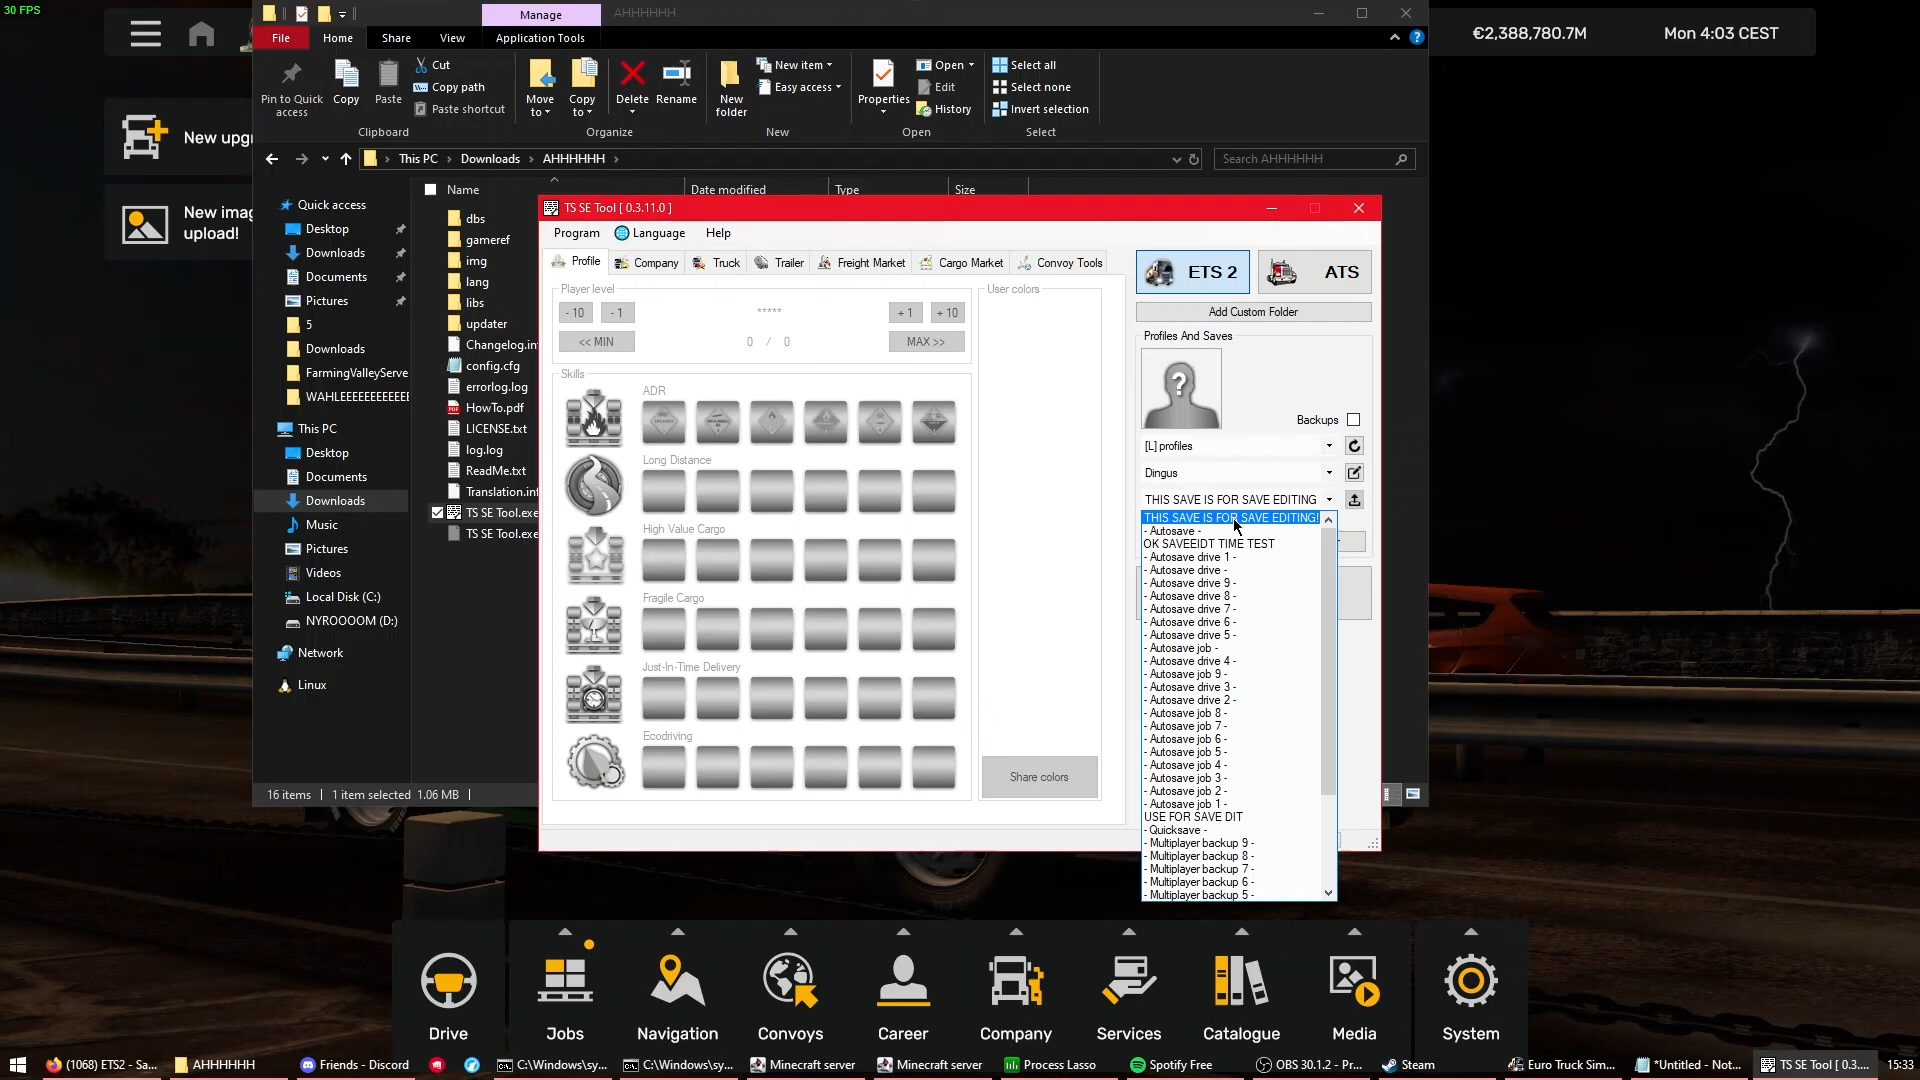 30 FPS
€2,388,780.7M
Mon 4:03 CEST
New upg
New imag
upload!
Manage
AHHHHHH
File
Home
Share
View
Application Tools
Pin to Quick
access
Copy
Paste
Cut
Copy path
Paste shortcut
Clipboard
Move
to
Copy
to
Delete
Rename
Organize
New
folder
New item
Easy access
New
Properties
Open
Edit
History
Open
Select all
Select none
Invert selection
Select
This PC
Downloads
AHHHHHH
Search AHHHHHH
Name
Date modified
Type
Size
Quick access
Desktop
Downloads
Documents
Pictures
5
Downloads
FarmingValleyServe
WAHLEEEEEEEEEEEE
This PC
Desktop
Documents
Downloads
Music
Pictures
Videos
Local Disk (C:)
NYROOOOM (D:)
Network
Linux
dbs
gameref
img
lang
libs
updater
Changelog.in
config.cfg
errorlog.log
HowTo.pdf
LICENSE.txt
log.log
ReadMe.txt
Translation.inf
TS SE Tool.exe
TS SE Tool.exe
16 items
1 item selected
1.06 MB
TS SE Tool [ 0.3.11.0 ]
Program
Language
Help
Profile
Company
Truck
Trailer
Freight Market
Cargo Market
Convoy Tools
Player level
- 10
- 1
*****
+ 1
+ 10
<< MIN
0 / 0
MAX >>
User colors
Skills
ADR
Long Distance
High Value Cargo
Fragile Cargo
Just-In-Time Delivery
Ecodriving
Share colors
ETS 2
ATS
Add Custom Folder
Profiles And Saves
?
Backups
[L] profiles
Dingus
THIS SAVE IS FOR SAVE EDITING
THIS SAVE IS FOR SAVE EDITING!
- Autosave -
OK SAVEEIDT TIME TEST
- Autosave drive 1 -
- Autosave drive -
- Autosave drive 9 -
- Autosave drive 8 -
- Autosave drive 7 -
- Autosave drive 6 -
- Autosave drive 5 -
- Autosave job -
- Autosave drive 4 -
- Autosave job 9 -
- Autosave drive 3 -
- Autosave drive 2 -
- Autosave job 8 -
- Autosave job 7 -
- Autosave job 6 -
- Autosave job 5 -
- Autosave job 4 -
- Autosave job 3 -
- Autosave job 2 -
- Autosave job 1 -
USE FOR SAVE DIT
- Quicksave -
- Multiplayer backup 9 -
- Multiplayer backup 8 -
- Multiplayer backup 7 -
- Multiplayer backup 6 -
- Multiplayer backup 5 -
Drive
Jobs
Navigation
Convoys
Career
Company
Services
Catalogue
Media
System
(1068) ETS2 - Sa...
AHHHHHH
Friends - Discord
C:\Windows\sy...
C:\Windows\sy...
Minecraft server
Minecraft server
Process Lasso
Spotify Free
OBS 30.1.2 - Pr...
Steam
Euro Truck Sim...
*Untitled - Not...
TS SE Tool [ 0.3....
15:33